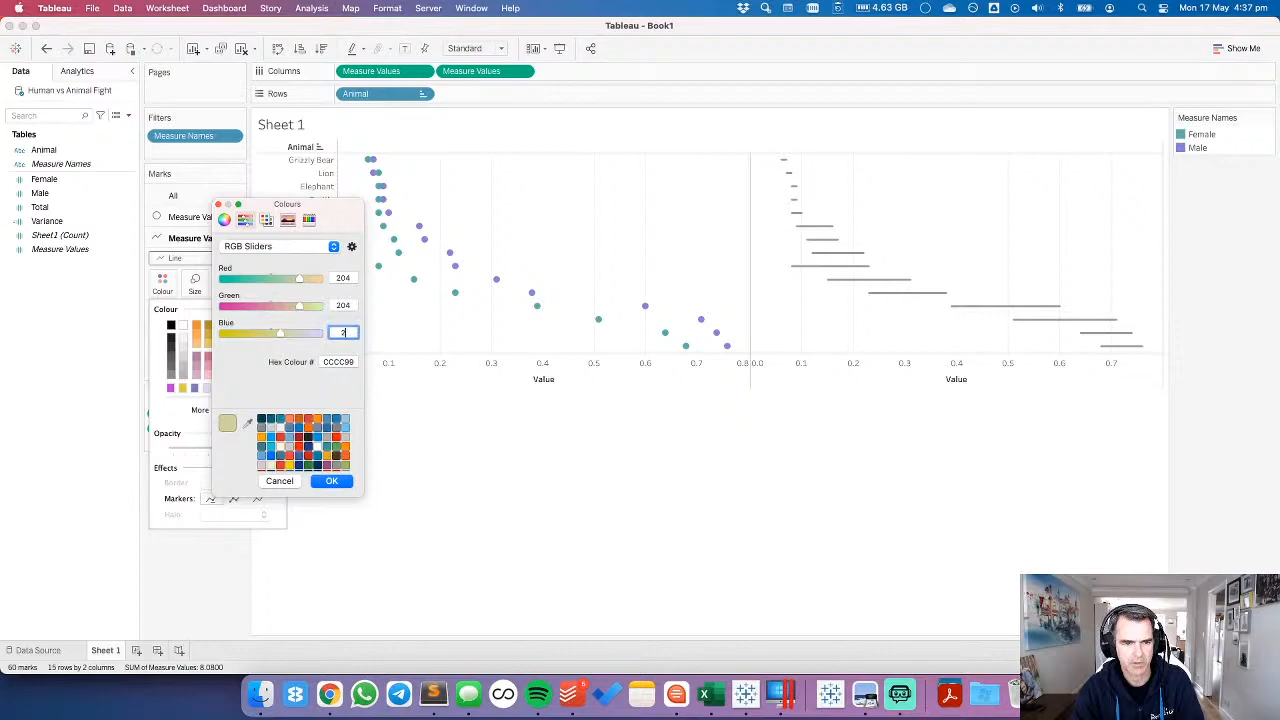 Tableau File Data Worksheet Dashboard Story Analysis Map Format Server Window Help 4.63 GB Mon 17 May 4:37 pm
Tableau - Book1
Standard Show Me
Data Analytics Pages Columns Measure Values Measure Values
Human vs Animal Fight Rows Animal
Search Filters Sheet 1 Measure Names
Tables Measure Names Female
Animal Animal Male
Measure Names Marks
Female All
Male Measure Val
Total Measure Valu
Variance Line
Sheet1 (Count) Colour Size
Measure Values
Grizzly Bear
Lion
Elephant
Colour
More
Opacity
Effects
Border
Markers:
Halo:
Colours
RGB Sliders
Red
204
Green
204
Blue
2
Hex Colour # CCCC99
Cancel OK
0.1 0.2 0.3 0.4 0.5 0.6 0.7 0.8 0.0 0.1 0.2 0.3 0.4 0.5 0.6 0.7
Value Value
Data Source Sheet 1
60 marks 15 rows by 2 columns SUM of Measure Values: 8.0800